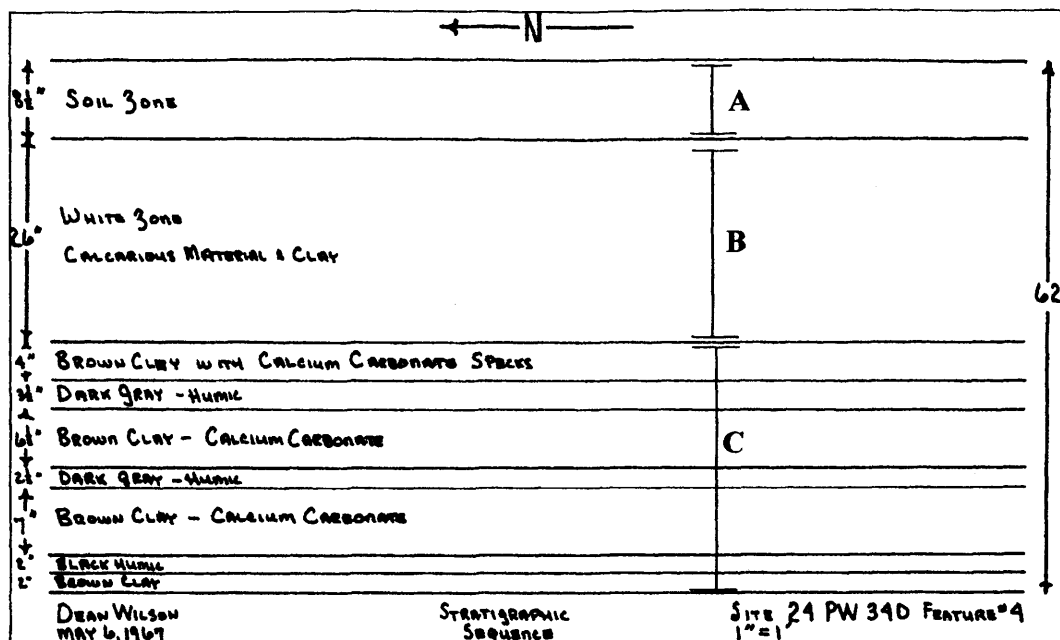 N
8½" SOIL ZONE A
26" WHITE ZONE
CALCARIOUS MATERIAL & CLAY B
62
4" BROWN CLAY WITH CALCIUM CARBONATE SPECKS
3½" DARK GRAY - HUMIC
6½" BROWN CLAY - CALCIUM CARBONATE C
2½" DARK GRAY - HUMIC
7" BROWN CLAY - CALCIUM CARBONATE
2" BLACK HUMIC
2" BROWN CLAY
DEAN WILSON STRATIGRAPHIC SITE 24 PW 340 FEATURE #4
MAY 6, 1967 SEQUENCE 1" = 1'